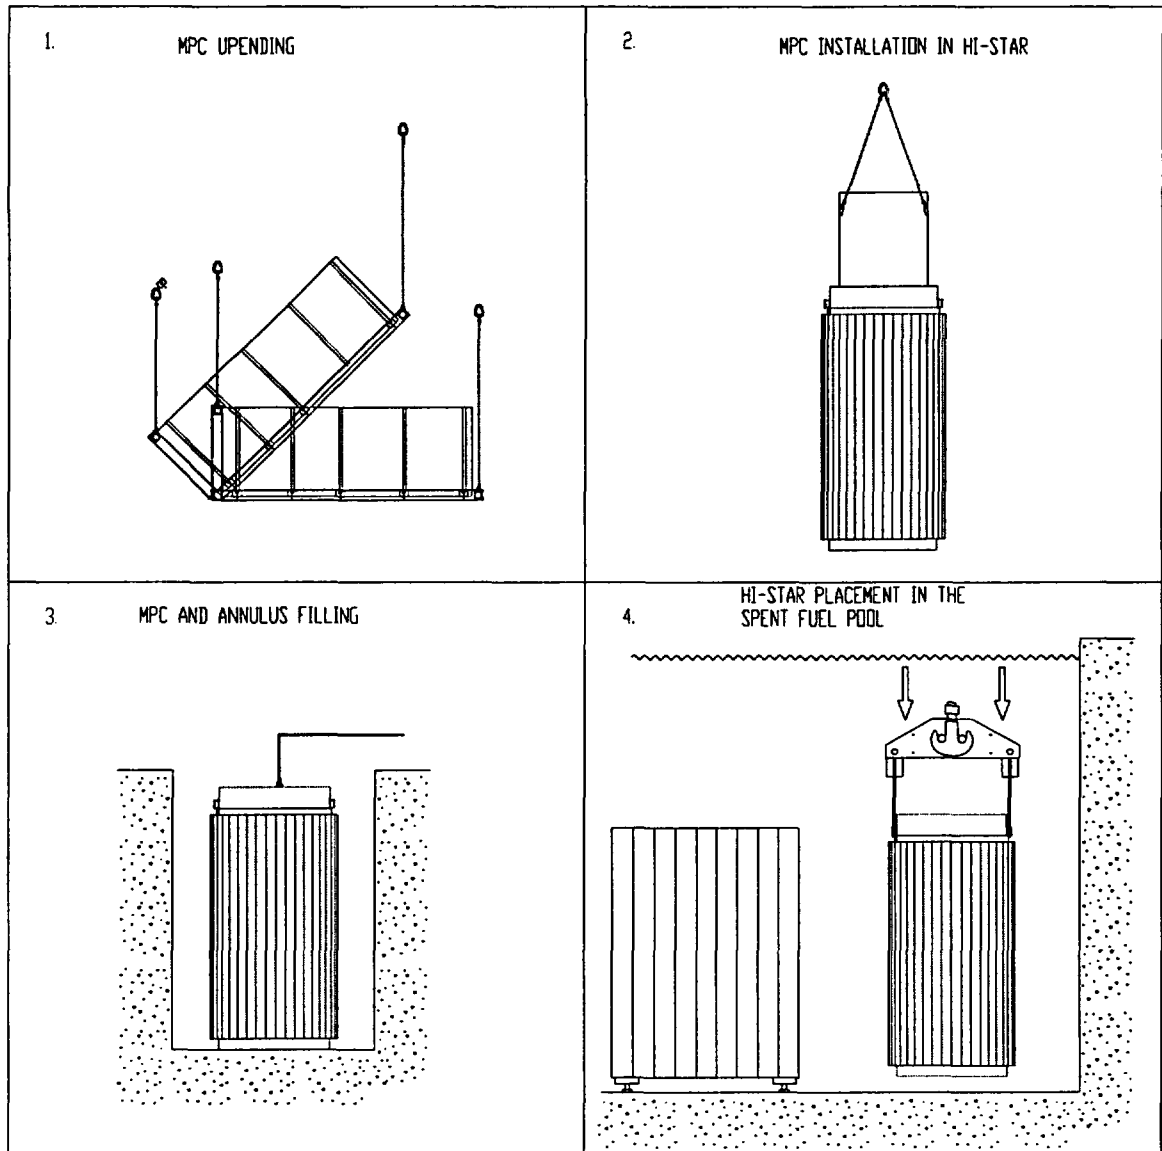 1.
MPC UPENDING
2.
MPC INSTALLATION IN HI-STAR
3.
MPC AND ANNULUS FILLING
4.
HI-STAR PLACEMENT IN THE
SPENT FUEL POOL